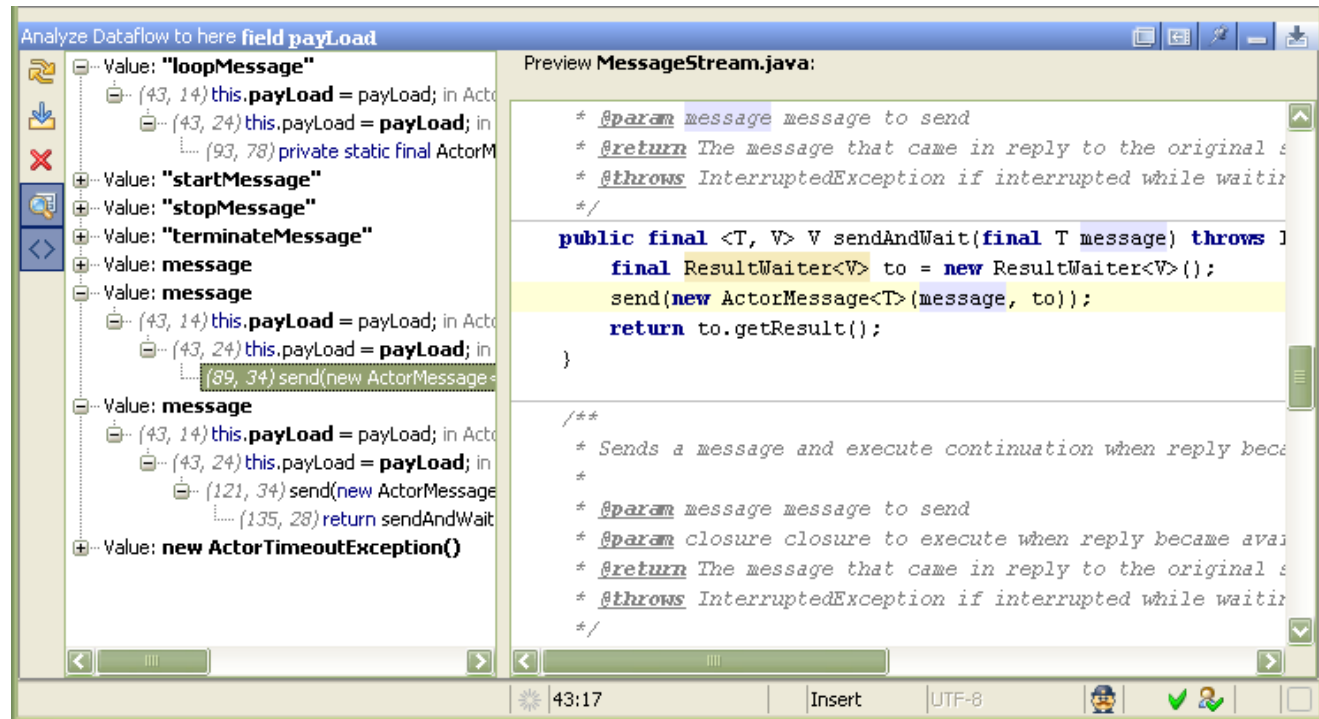 Analyze Dataflow to here field payLoad
Value: "loopMessage"
(43, 14) this.payLoad = payLoad; in Acto
(43, 24) this.payLoad = payLoad; in
(93, 78) private static final ActorM
Value: "startMessage"
Value: "stopMessage"
Value: "terminateMessage"
Value: message
Value: message
(43, 14) this.payLoad = payLoad; in Acto
(43, 24) this.payLoad = payLoad; in
(89, 34) send(new ActorMessage<
Value: message
(43, 14) this.payLoad = payLoad; in Acto
(43, 24) this.payLoad = payLoad; in
(121, 34) send(new ActorMessage
(135, 28) return sendAndWait
Value: new ActorTimeoutException()
Preview MessageStream.java:
* @param message message to send
* @return The message that came in reply to the original s
* @throws InterruptedException if interrupted while waitin
*/
public final <T, V> V sendAndWait(final T message) throws I
final ResultWaiter<V> to = new ResultWaiter<V>();
send(new ActorMessage<T>(message, to));
return to.getResult();
}
/**
* Sends a message and execute continuation when reply beca
*
* @param message message to send
* @param closure closure to execute when reply became avai
* @return The message that came in reply to the original s
* @throws InterruptedException if interrupted while waitin
*/
43:17 Insert UTF-8